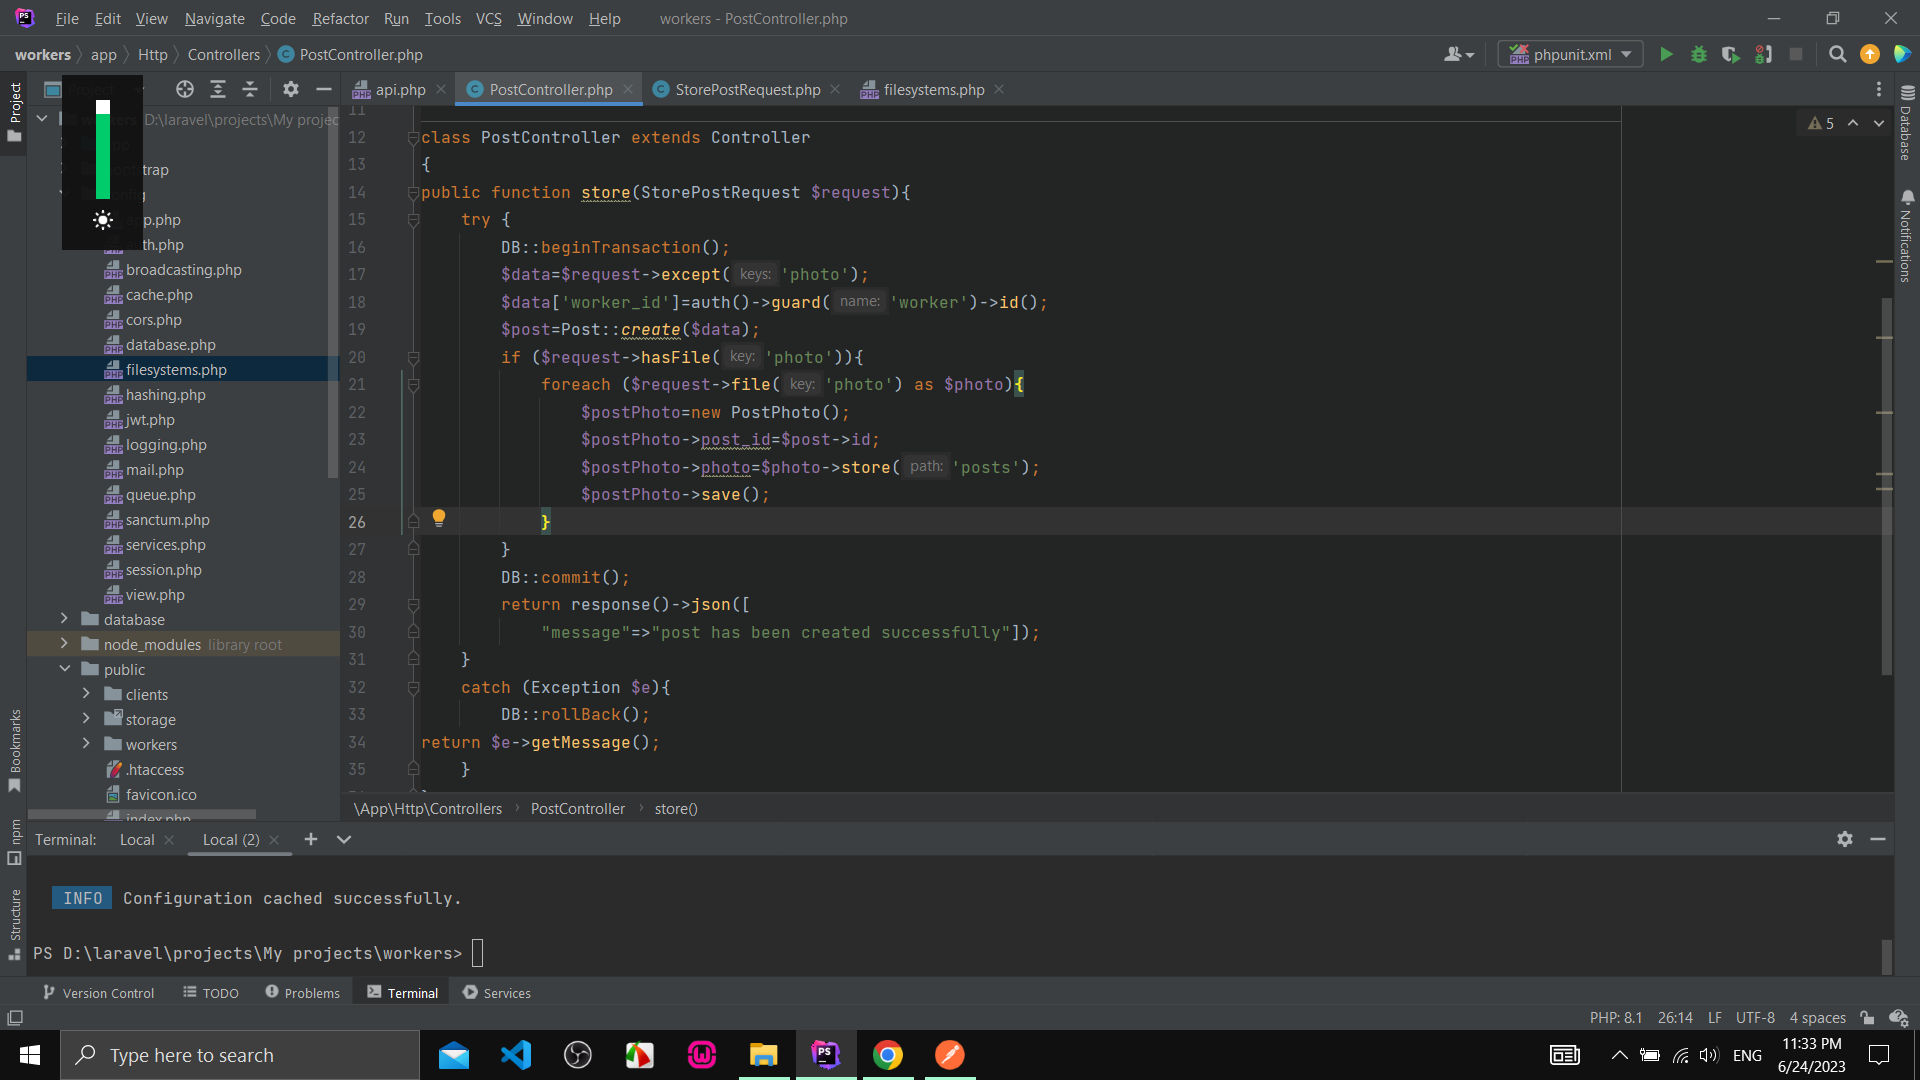 File Edit View Navigate Code Refactor Run Tools VCS Window Help workers - PostController.php
workers app Http Controllers PostController.php phpunit.xml
Project api.php PostController.php StorePostRequest.php filesystems.php
D:\laravel\projects\My projec
app.php
auth.php
broadcasting.php
cache.php
cors.php
database.php
filesystems.php
hashing.php
jwt.php
logging.php
mail.php
queue.php
sanctum.php
services.php
session.php
view.php
database
node_modules library root
public
clients
storage
workers
.htaccess
favicon.ico
index.php
Project
Bookmarks
npm
Structure
11
12 class PostController extends Controller
13 {
14 public function store(StorePostRequest $request){
15 try {
16 DB::beginTransaction();
17 $data=$request->except( keys: 'photo');
18 $data['worker_id']=auth()->guard( name: 'worker')->id();
19 $post=Post::create($data);
20 if ($request->hasFile( key: 'photo')){
21 foreach ($request->file( key: 'photo') as $photo){
22 $postPhoto=new PostPhoto();
23 $postPhoto->post_id=$post->id;
24 $postPhoto->photo=$photo->store( path: 'posts');
25 $postPhoto->save();
26 }
27 }
28 DB::commit();
29 return response()->json([
30 "message"=>"post has been created successfully"]);
31 }
32 catch (Exception $e){
33 DB::rollBack();
34 return $e->getMessage();
35 }
5
Database
Notifications
\App\Http\Controllers PostController store()
Terminal: Local Local (2)
INFO Configuration cached successfully.
PS D:\laravel\projects\My projects\workers>
Version Control TODO Problems Terminal Services
PHP: 8.1 26:14 LF UTF-8 4 spaces
Type here to search
ENG
11:33 PM
6/24/2023